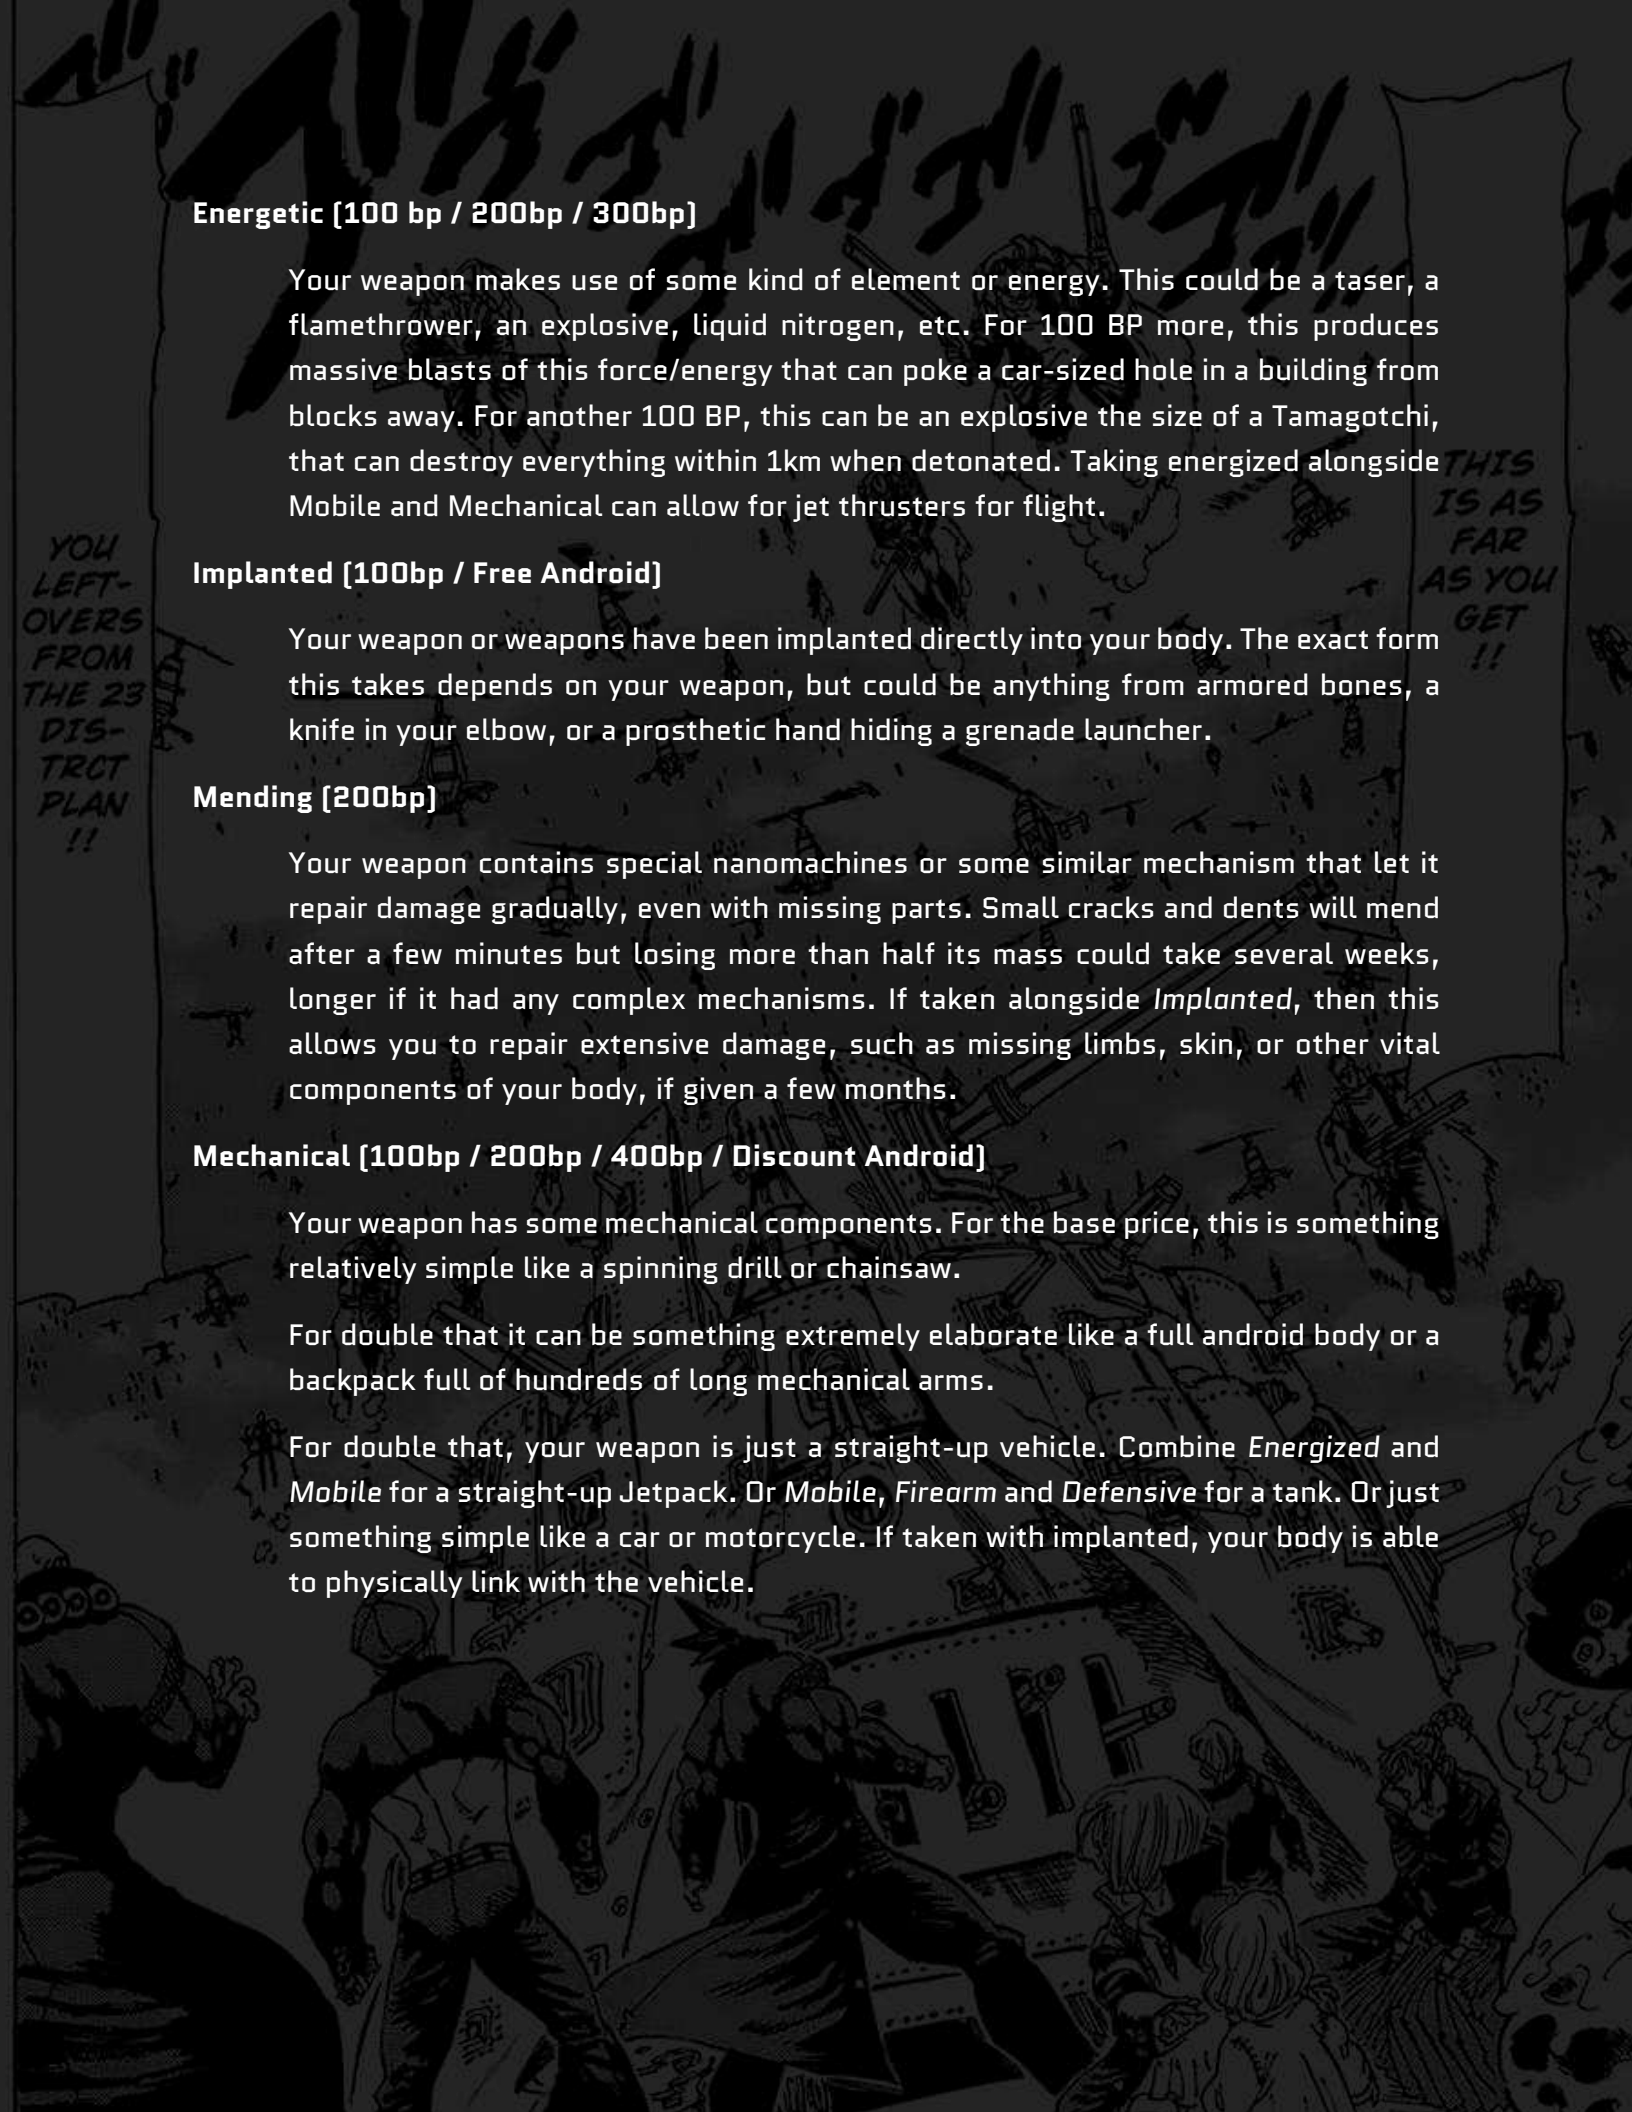 Energetic [100 bp / 200bp / 300bp]
Your weapon makes use of some kind of element or energy. This could be a taser, a
flamethrower, an explosive, liquid nitrogen, etc. For 100 BP more, this produces
massive blasts of this force/energy that can poke a car-sized hole in a building from
blocks away. For another 100 BP, this can be an explosive the size of a Tamagotchi,
that can destroy everything within 1km when detonated. Taking energized alongside
Mobile and Mechanical can allow for jet thrusters for flight.
Implanted [100bp / Free Android]
Your weapon or weapons have been implanted directly into your body. The exact form
this takes depends on your weapon, but could be anything from armored bones, a
knife in your elbow, or a prosthetic hand hiding a grenade launcher.
Mending [200bp]
Your weapon contains special nanomachines or some similar mechanism that let it
repair damage gradually, even with missing parts. Small cracks and dents will mend
after a few minutes but losing more than half its mass could take several weeks,
longer if it had any complex mechanisms. If taken alongside Implanted, then this
allows you to repair extensive damage, such as missing limbs, skin, or other vital
components of your body, if given a few months.
Mechanical [100bp / 200bp / 400bp / Discount Android]
Your weapon has some mechanical components. For the base price, this is something
relatively simple like a spinning drill or chainsaw.
For double that it can be something extremely elaborate like a full android body or a
backpack full of hundreds of long mechanical arms.
For double that, your weapon is just a straight-up vehicle. Combine Energized and
Mobile for a straight-up Jetpack. Or Mobile, Firearm and Defensive for a tank. Or just
something simple like a car or motorcycle. If taken with implanted, your body is able
to physically link with the vehicle.
THIS
IS AS
FAR
AS YOU
GET
!!
YOU
LEFT-
OVERS
FROM
THE 23
DIS-
TRCT
PLAN
!!